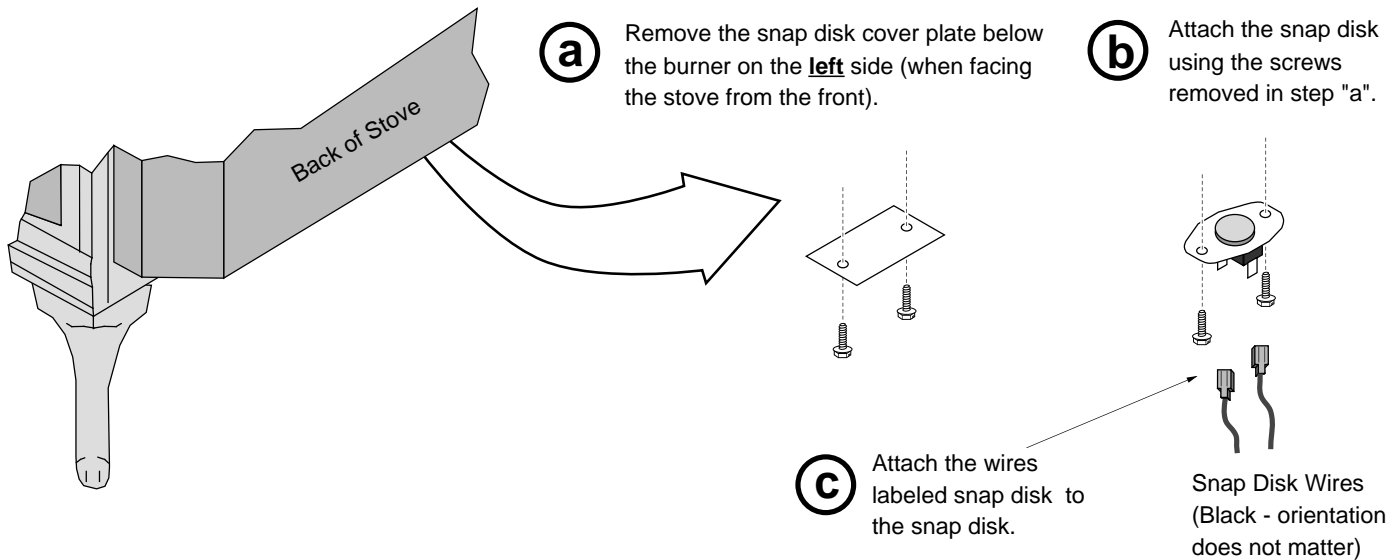 a
Remove the snap disk cover plate below
the burner on the left side (when facing
the stove from the front).
b
Attach the snap disk
using the screws
removed in step "a".
Back of Stove
c
Attach the wires
labeled snap disk to
the snap disk.
Snap Disk Wires
(Black - orientation
does not matter)